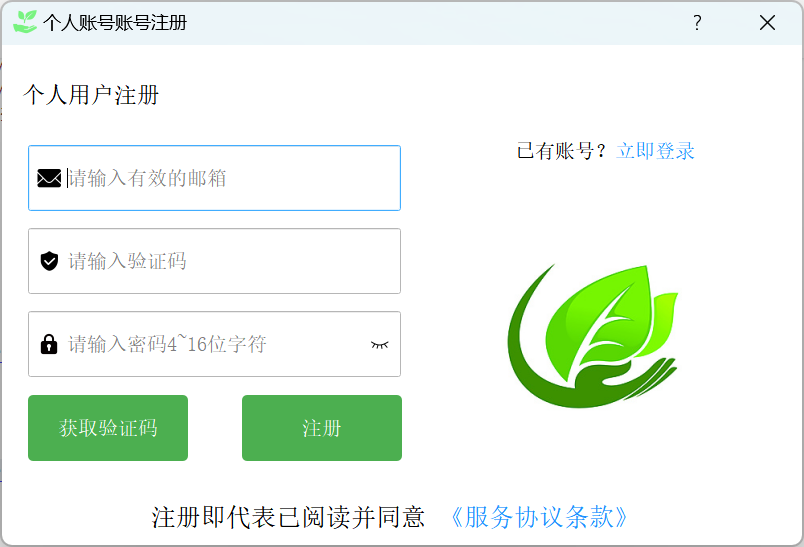 个人账号账号注册
个人用户注册
已有账号？立即登录
请输入有效的邮箱
请输入验证码
请输入密码4~16位字符
获取验证码 注册
注册即代表已阅读并同意 《服务协议条款》